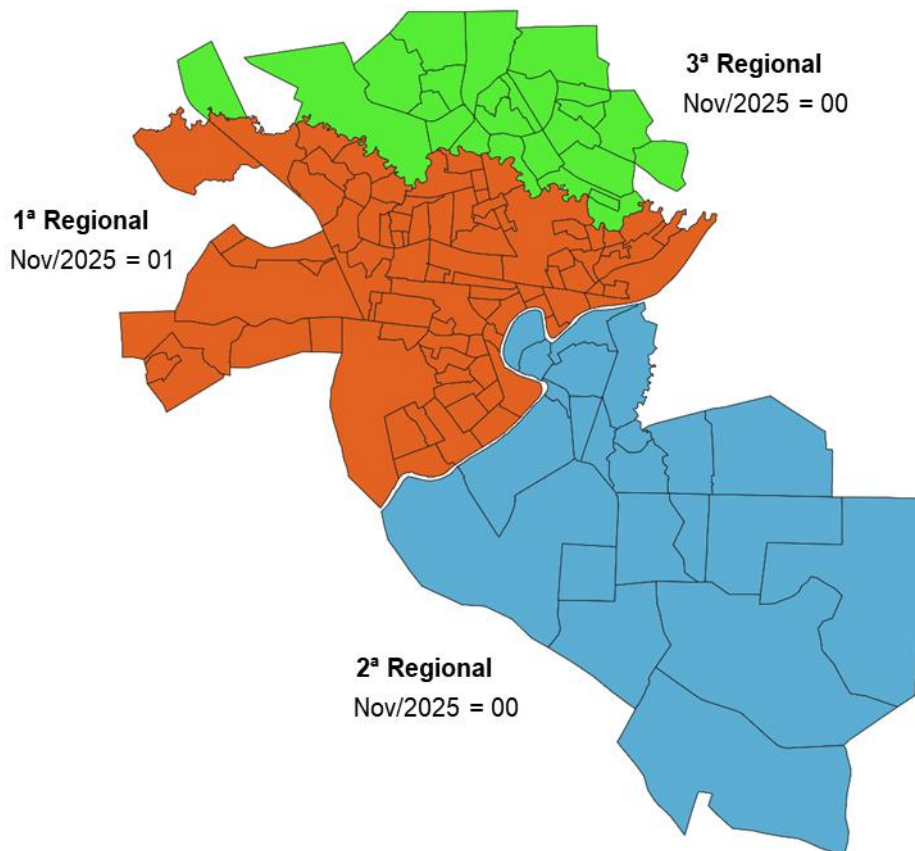 3ª Regional
Nov/2025 = 00
1ª Regional
Nov/2025 = 01
2ª Regional
Nov/2025 = 00